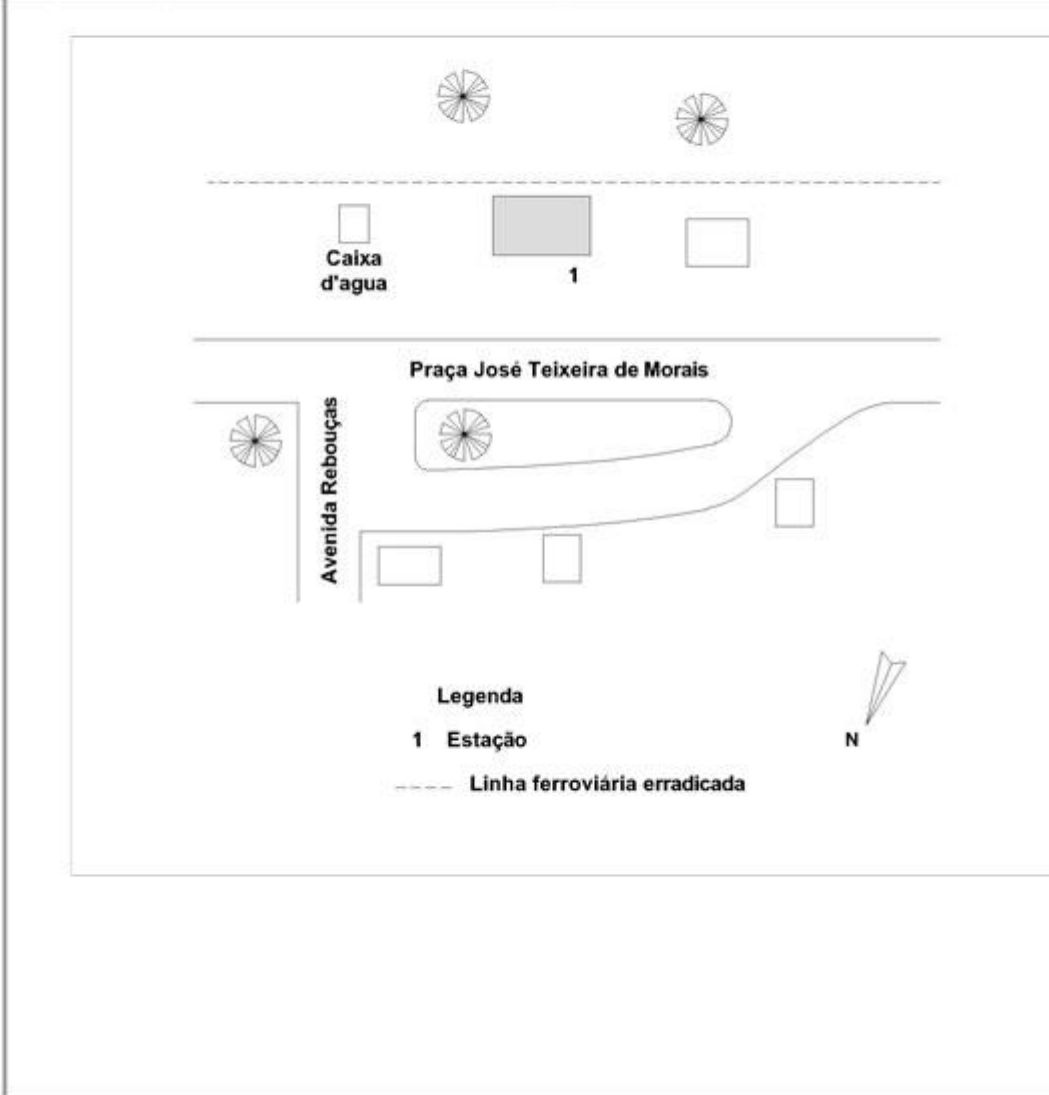 Caixa
d'agua
1
Praça José Teixeira de Morais
Avenida Rebouças
Legenda
1 Estação
N
Linha ferroviária erradicada